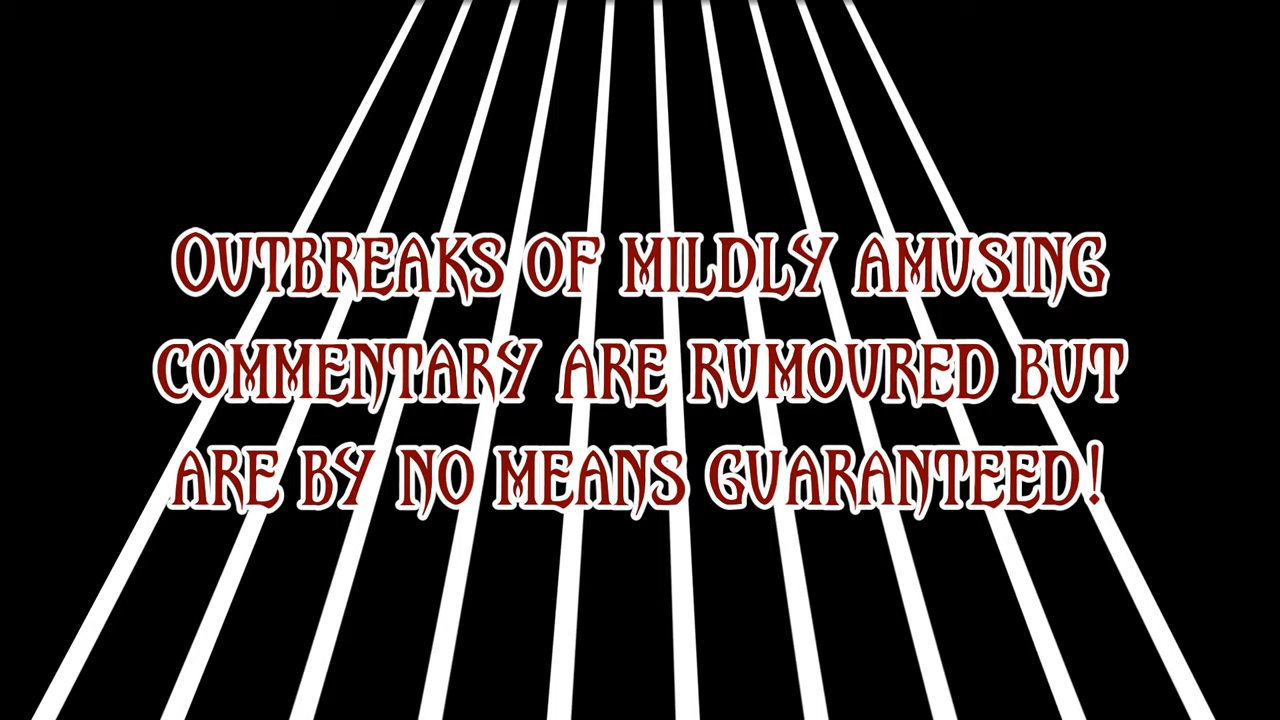 Outbreaks of mildly amusing
commentary are rumoured but
are by no means guaranteed!